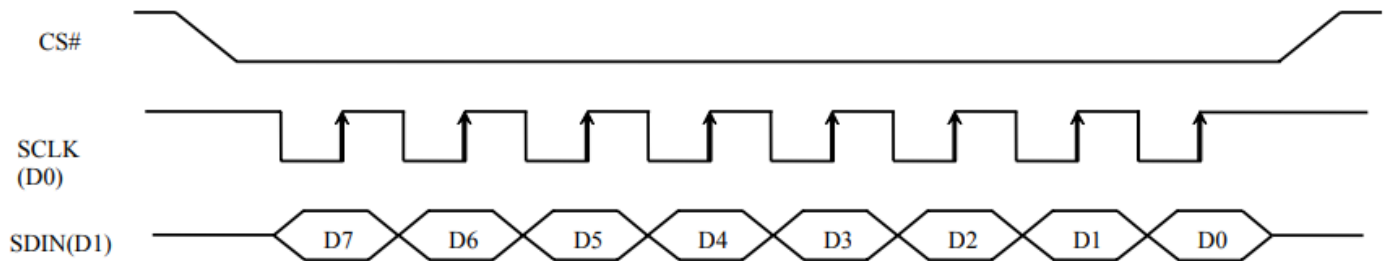 CS#
SCLK
(D0)
SDIN(D1)
D7 D6 D5 D4 D3 D2 D1 D0